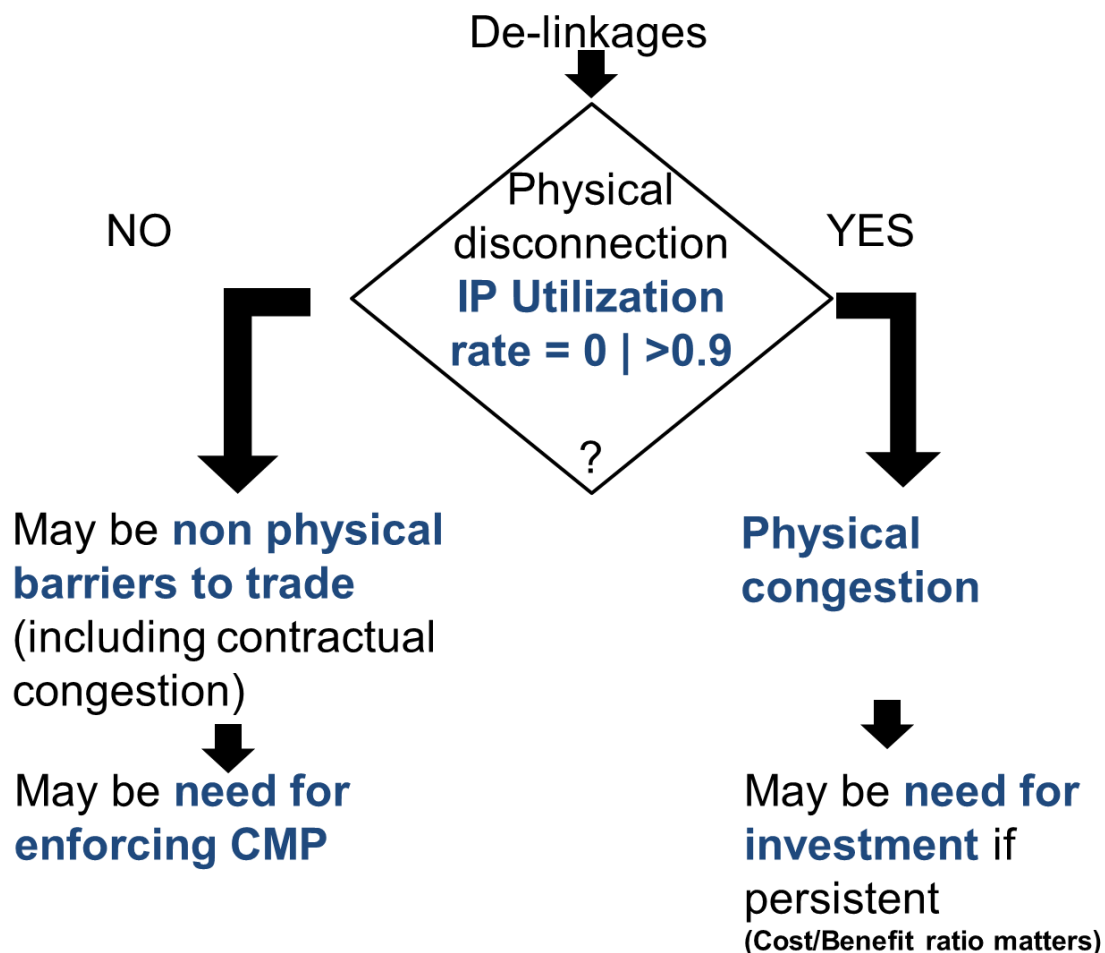 De-linkages
Physical
disconnection
IP Utilization
rate = 0 | >0.9
?
NO
YES
May be non physical
barriers to trade
(including contractual
congestion)
May be need for
enforcing CMP
Physical
congestion
May be need for
investment if
persistent
(Cost/Benefit ratio matters)